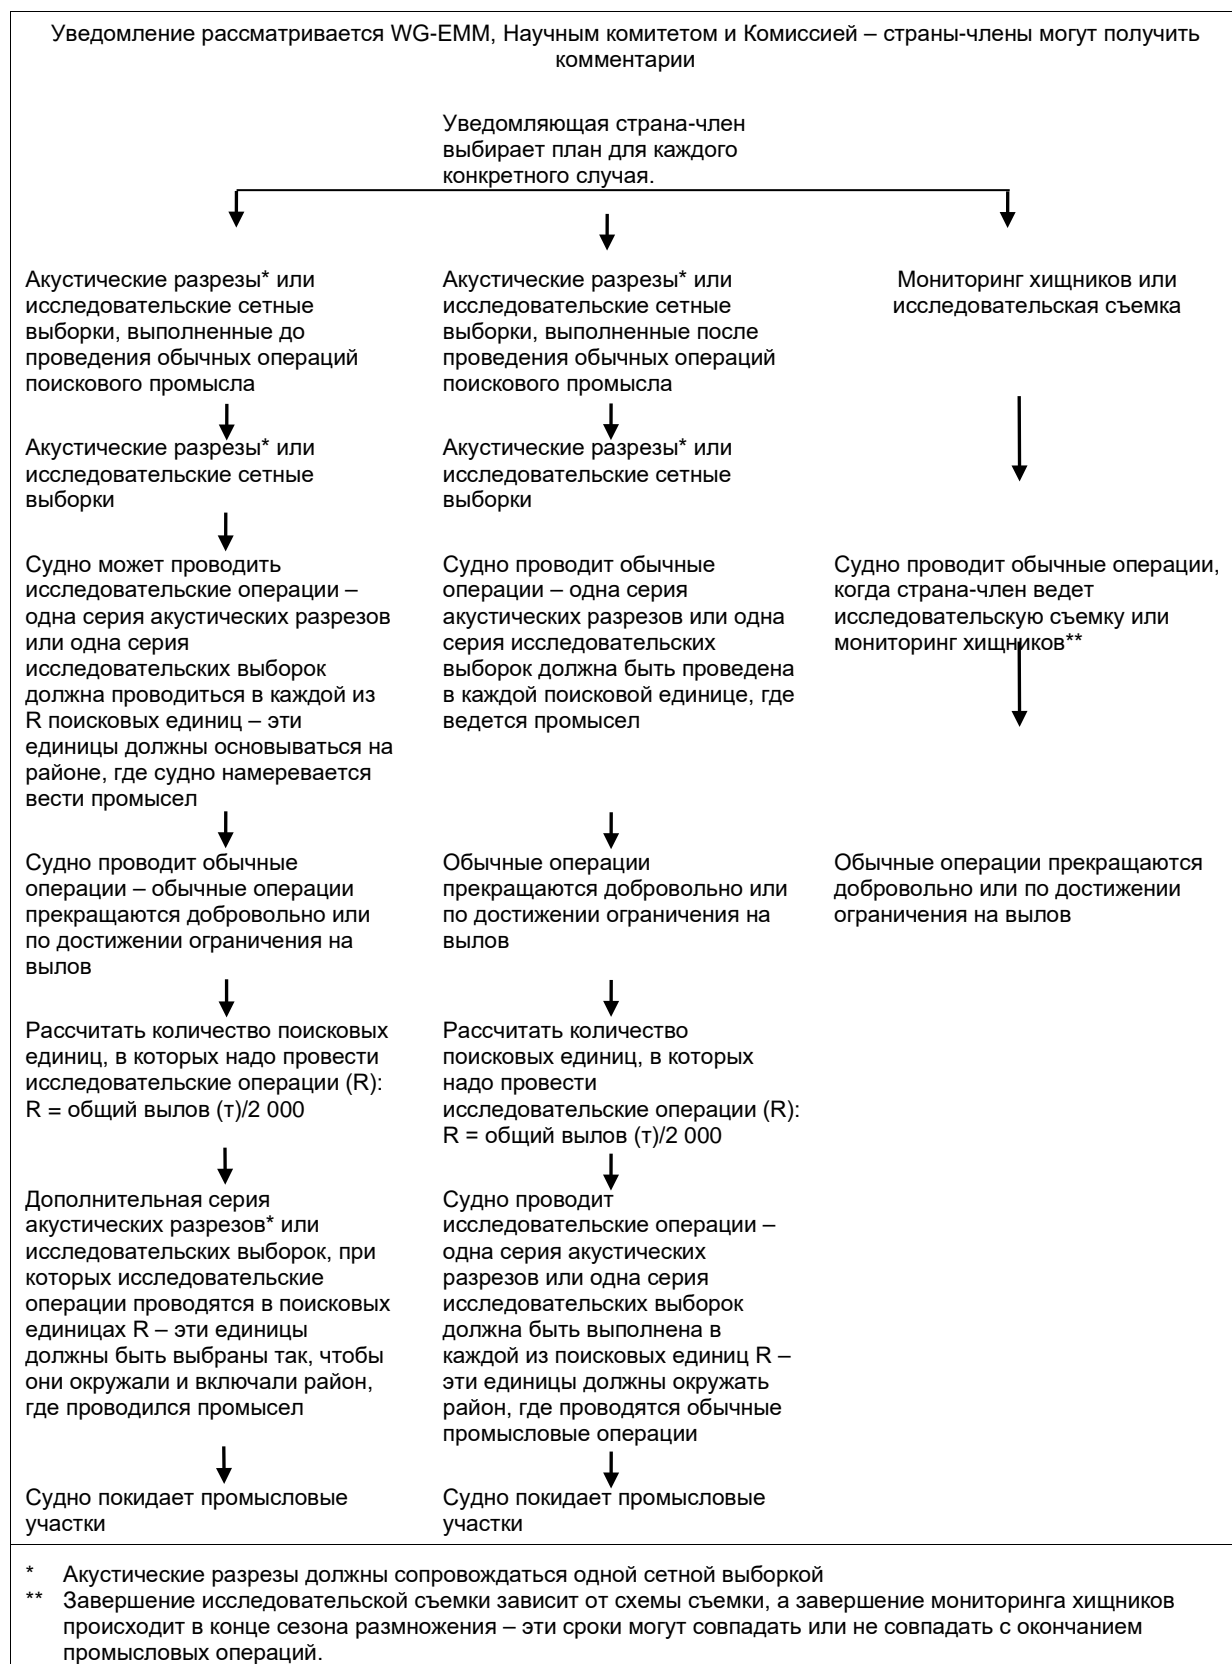 Уведомление рассматривается WG-EMM, Научным комитетом и Комиссией – страны-члены могут получить
комментарии
Уведомляющая страна-член
выбирает план для каждого
конкретного случая.
Акустические разрезы* или
исследовательские сетные
выборки, выполненные до
проведения обычных операций
поискового промысла
Акустические разрезы* или
исследовательские сетные
выборки
Судно может проводить
исследовательские операции –
одна серия акустических разрезов
или одна серия
исследовательских выборок
должна проводиться в каждой из
R поисковых единиц – эти
единицы должны основываться на
районе, где судно намеревается
вести промысел
Судно проводит обычные
операции – обычные операции
прекращаются добровольно или
по достижении ограничения на
вылов
Рассчитать количество поисковых
единиц, в которых надо провести
исследовательские операции (R):
R = общий вылов (т)/2 000
Дополнительная серия
акустических разрезов* или
исследовательских выборок, при
которых исследовательские
операции проводятся в поисковых
единицах R – эти единицы
должны быть выбраны так, чтобы
они окружали и включали район,
где проводился промысел
Судно покидает промысловые
участки
Акустические разрезы* или
исследовательские сетные
выборки, выполненные после
проведения обычных операций
поискового промысла
Акустические разрезы* или
исследовательские сетные
выборки
Судно проводит обычные
операции – одна серия
акустических разрезов или одна
серия исследовательских
выборок должна быть проведена
в каждой поисковой единице, где
ведется промысел
Обычные операции
прекращаются добровольно или
по достижении ограничения на
вылов
Рассчитать количество
поисковых единиц, в которых
надо провести
исследовательские операции (R):
R = общий вылов (т)/2 000
Судно проводит
исследовательские операции –
одна серия акустических
разрезов или одна серия
исследовательских выборок
должна быть выполнена в
каждой из поисковых единиц R –
эти единицы должны окружать
район, где проводятся обычные
промысловые операции
Судно покидает промысловые
участки
Мониторинг хищников или
исследовательская съемка
Судно проводит обычные операции,
когда страна-член ведет
исследовательскую съемку или
мониторинг хищников**
Обычные операции прекращаются
добровольно или по достижении
ограничения на вылов
* Акустические разрезы должны сопровождаться одной сетной выборкой
** Завершение исследовательской съемки зависит от схемы съемки, а завершение мониторинга хищников
происходит в конце сезона размножения – эти сроки могут совпадать или не совпадать с окончанием
промысловых операций.